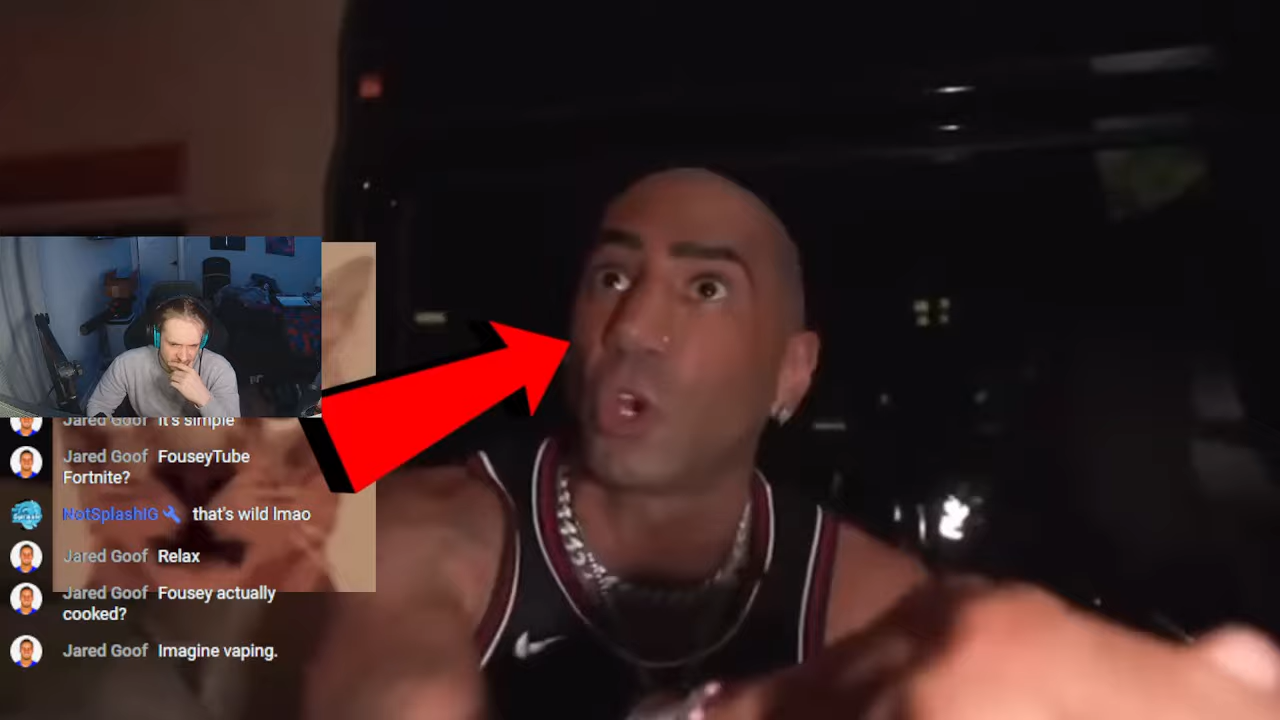 Jared Goof It's simple
Jared Goof FouseyTube
Fortnite?
NotSplashIG that's wild lmao
Jared Goof Relax
Jared Goof Fousey actually
cooked?
Jared Goof Imagine vaping.